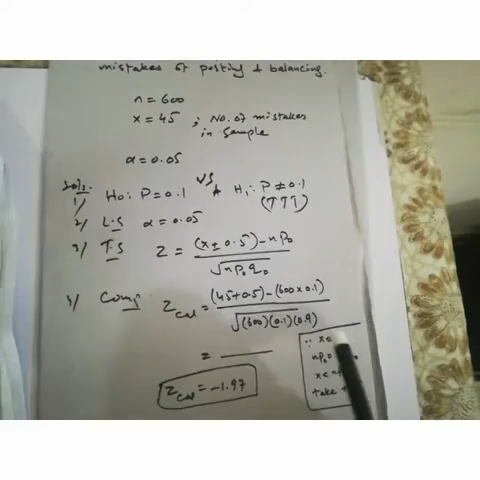 mistakes of posting & balancing.
n = 600
x = 45 ; No. of mistakes
in sample
α = 0.05
Sol:
1) H₀: P = 0.1 vs H₁: P ≠ 0.1
(TTT)
2) L.S α = 0.05
3) T.S Z = (x ± 0.5) - nP₀ / √nP₀q₀
4) Comp Z cal = (45+0.5) - (600×0.1) / √(600)(0.1)(0.9)
=
∵ x =
nP₀ =
x <
take
Z cal = -1.97